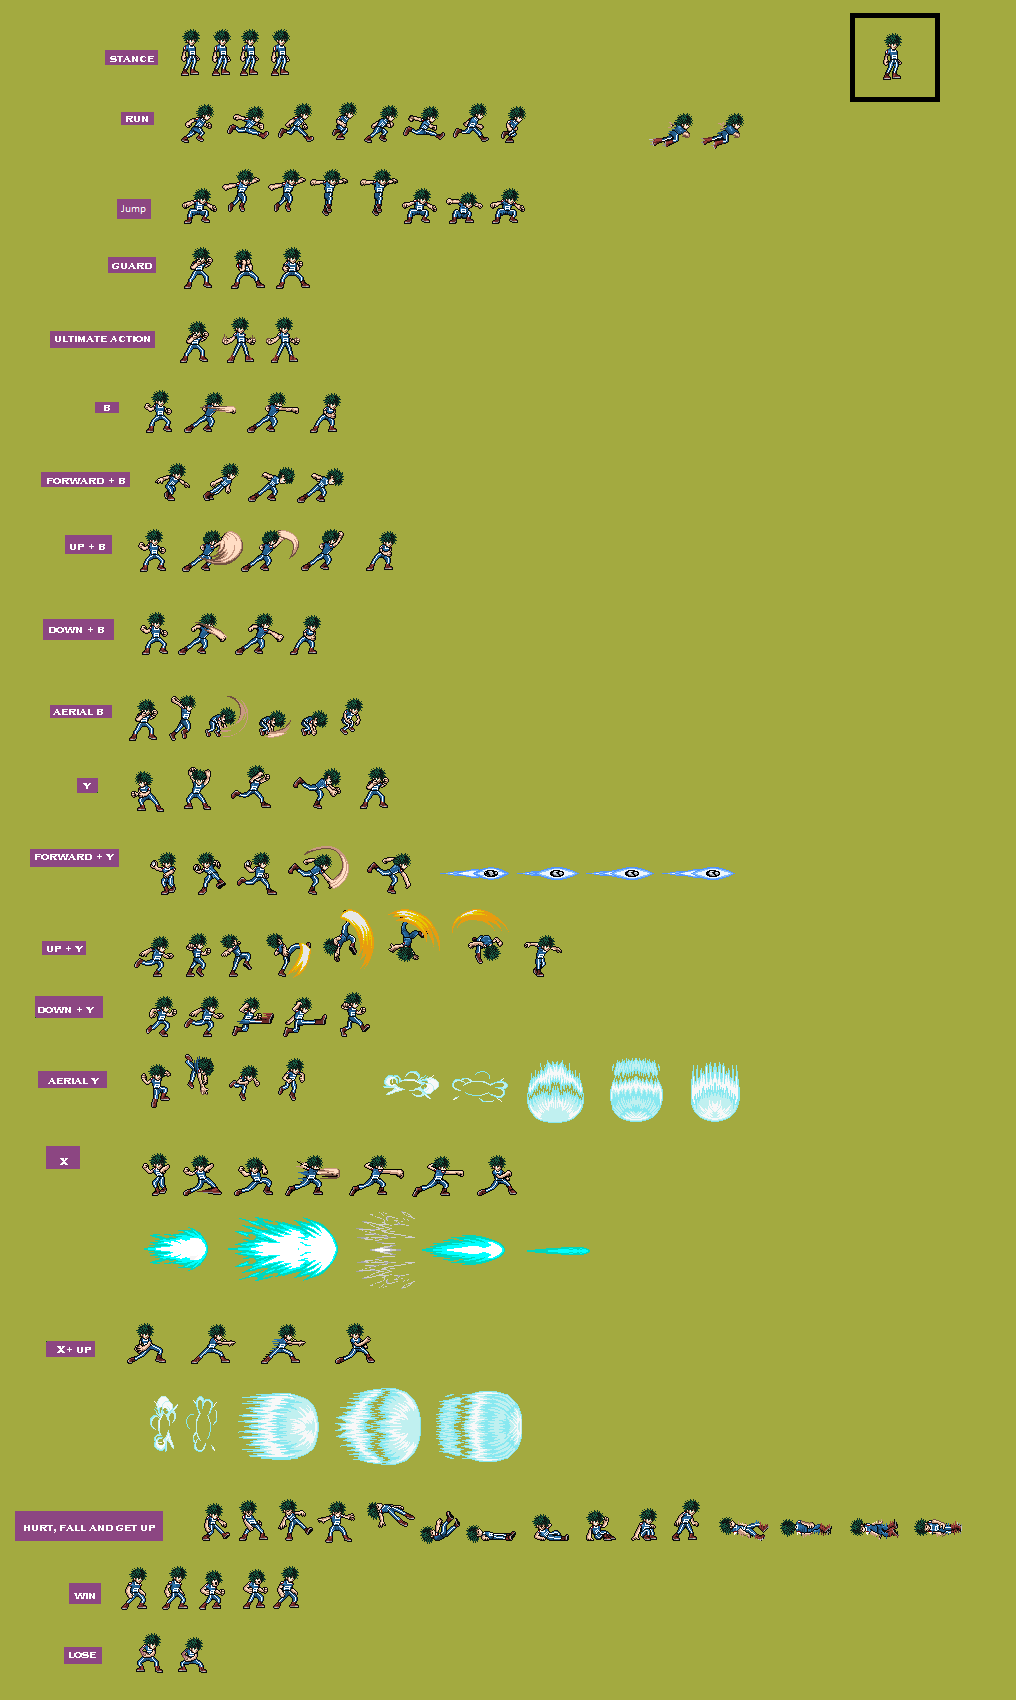 STANCE
RUN
Jump
GUARD
ULTIMATE ACTION
B
FORWARD + B
UP + B
DOWN + B
AERIAL B
Y
FORWARD + Y
UP + Y
DOWN + Y
AERIAL Y
X
X+ UP
HURT, FALL AND GET UP
WIN
LOSE